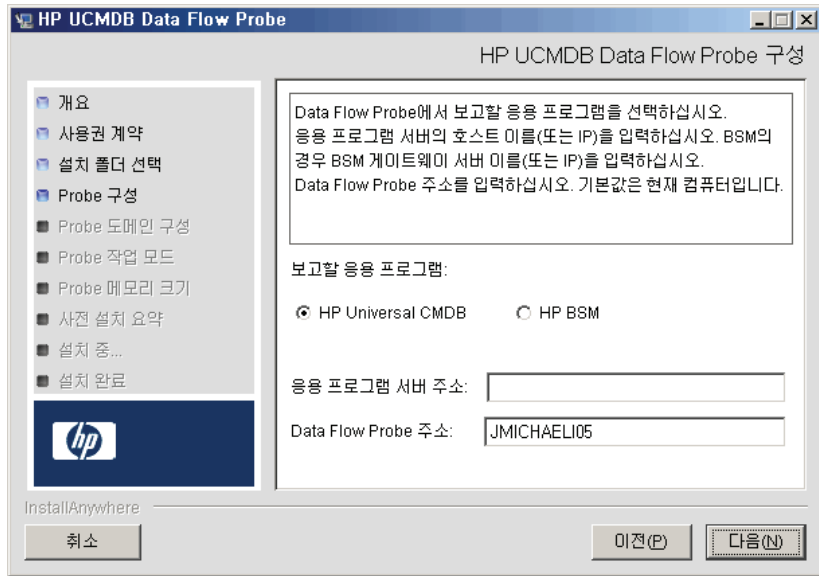 HP UCMDB Data Flow Probe
HP UCMDB Data Flow Probe 구성
개요
사용권 계약
설치 폴더 선택
Probe 구성
Probe 도메인 구성
Probe 작업 모드
Probe 메모리 크기
사전 설치 요약
설치 중...
설치 완료
hp
Data Flow Probe에서 보고할 응용 프로그램을 선택하십시오.
응용 프로그램 서버의 호스트 이름(또는 IP)을 입력하십시오. BSM의
경우 BSM 게이트웨이 서버 이름(또는 IP)을 입력하십시오.
Data Flow Probe 주소를 입력하십시오. 기본값은 현재 컴퓨터입니다.
보고할 응용 프로그램:
HP Universal CMDB HP BSM
응용 프로그램 서버 주소:
Data Flow Probe 주소: JMICHAELI05
InstallAnywhere
취소 이전(P) 다음(N)